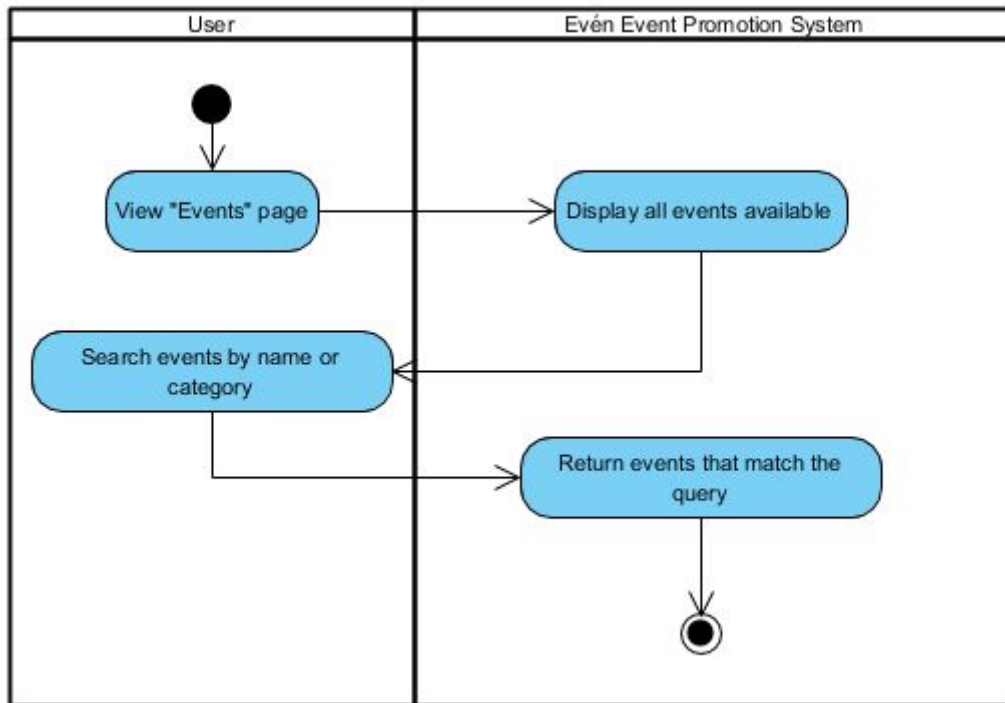 User
Evén Event Promotion System
View "Events" page
Display all events available
Search events by name or
category
Return events that match the
query